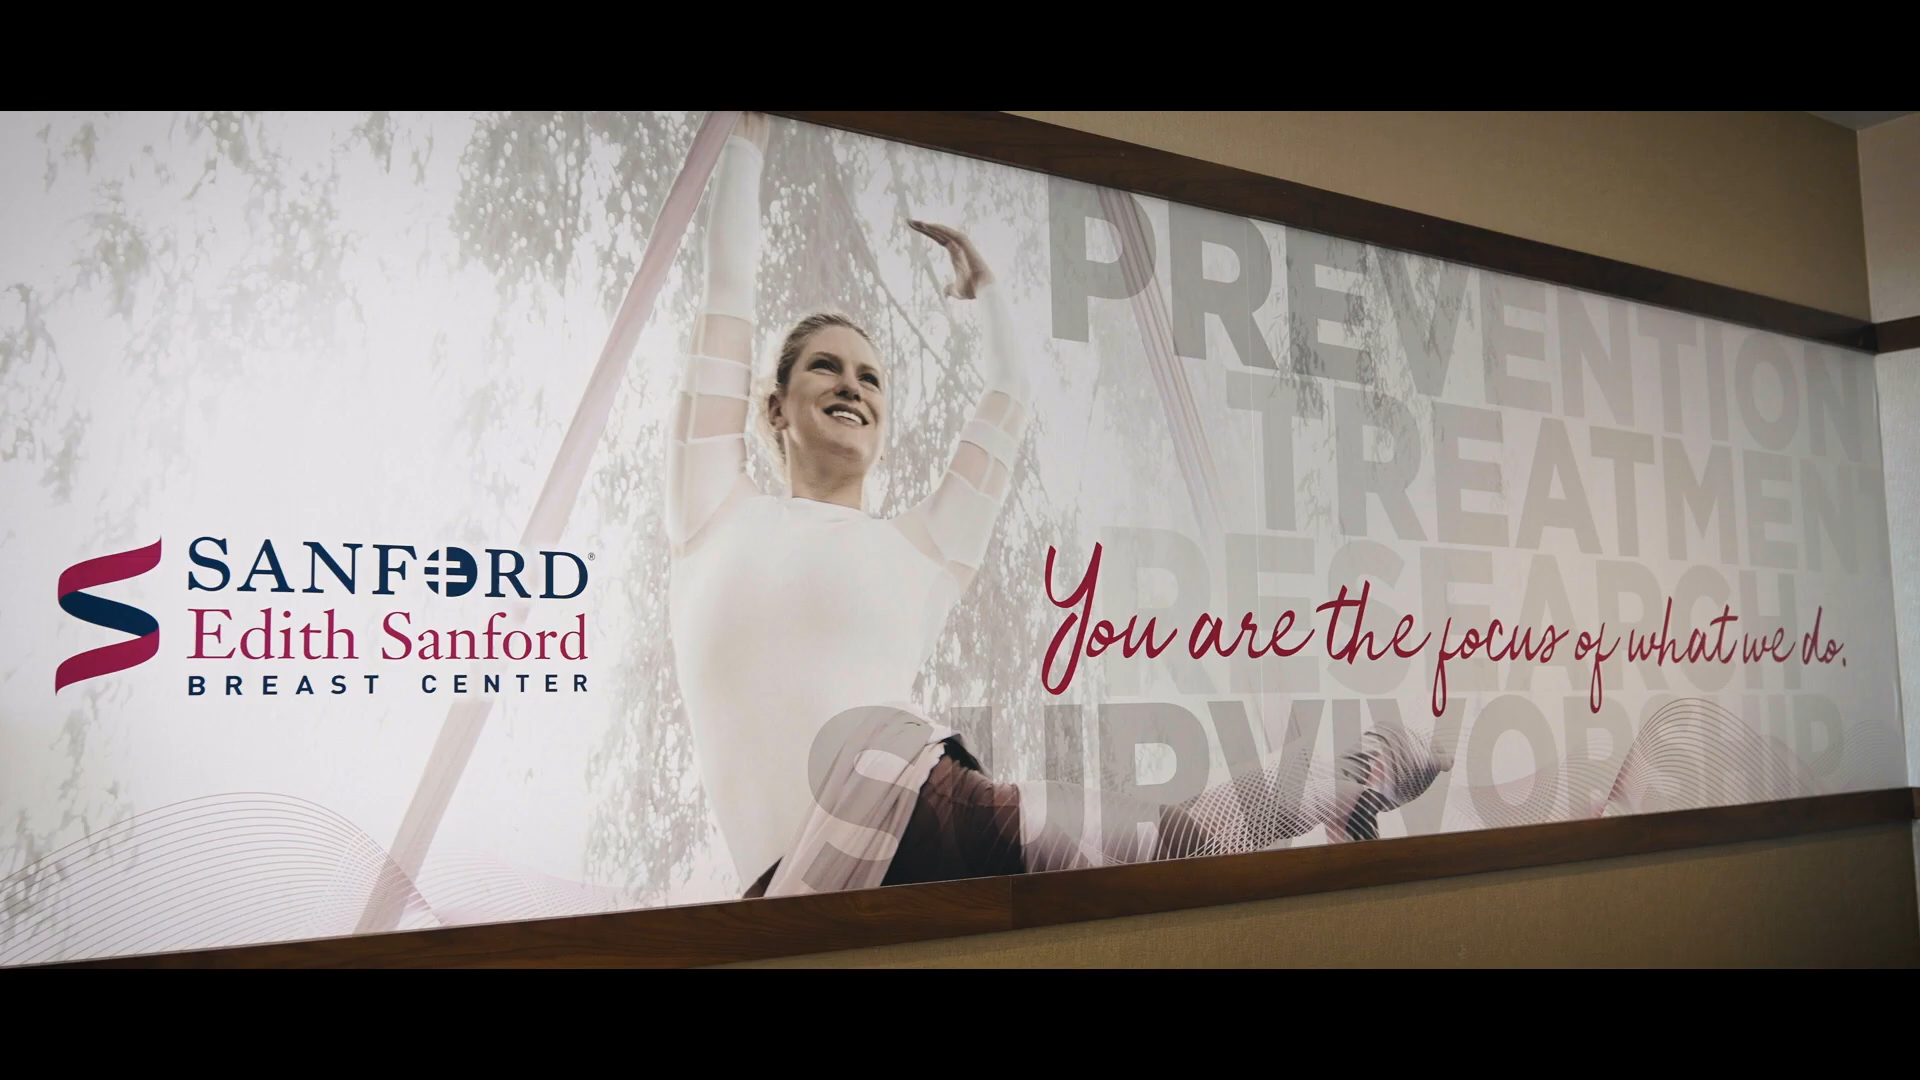 SANFORD®
Edith Sanford
BREAST CENTER
PREVENTION
TREATMENT
RESEARCH
You are the focus of what we do.
SURVIVORSHIP